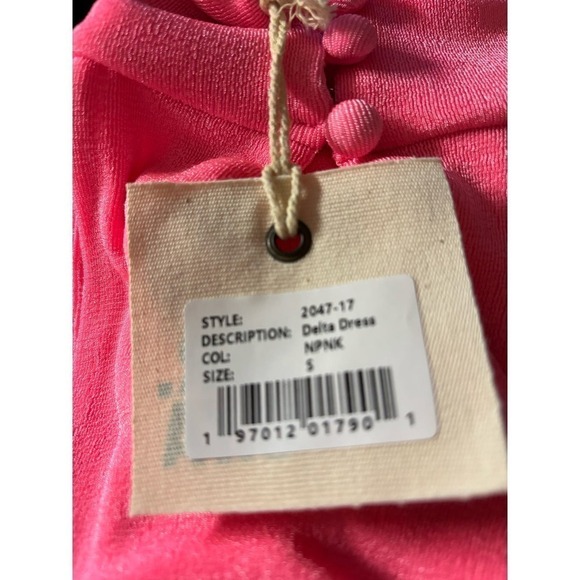 STYLE: 2047-17
DESCRIPTION: Delta Dress
COL: NPNK
SIZE: S
1 97012 01790 1